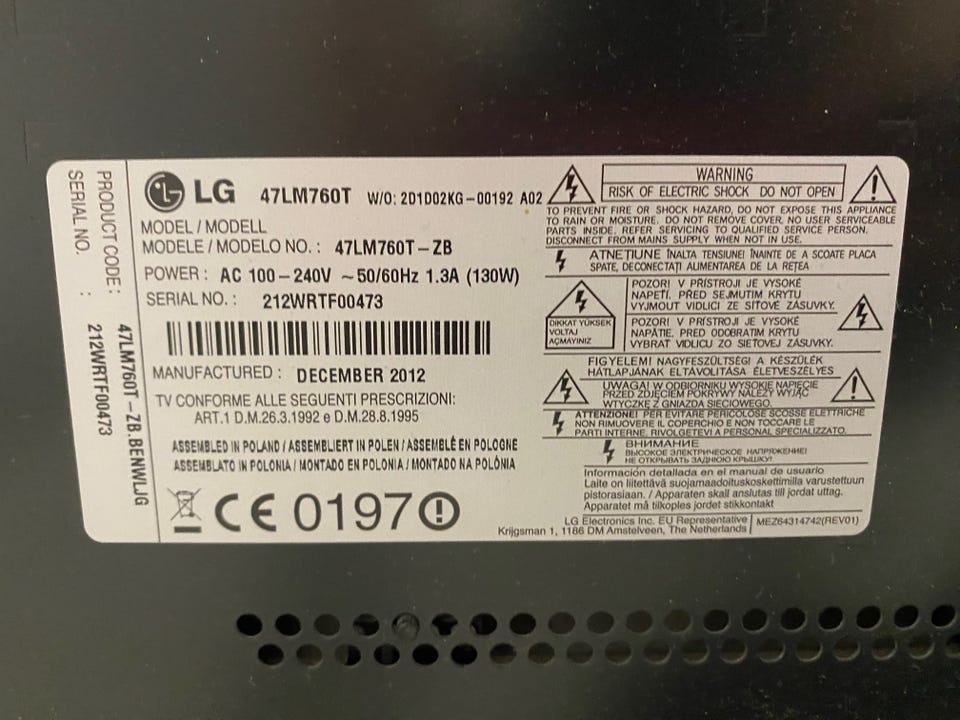 PRODUCT CODE : 47LM760T-ZB.BENWLJG
SERIAL NO. : 212WRTF00473
LG 47LM760T W/O: 2D1D02KG-00192 A02
MODEL / MODELL
MODELE / MODELO NO. : 47LM760T-ZB
POWER : AC 100-240V ~50/60Hz 1.3A (130W)
SERIAL NO. : 212WRTF00473
MANUFACTURED : DECEMBER 2012
TV CONFORME ALLE SEGUENTI PRESCRIZIONI:
ART.1 D.M.26.3.1992 e D.M.28.8.1995
ASSEMBLED IN POLAND / ASSEMBLIERT IN POLEN / ASSEMBLÉ EN POLOGNE
ASSEMBLATO IN POLONIA / MONTADO EN POLONIA / MONTADO NA POLÔNIA
CE 0197
WARNING
RISK OF ELECTRIC SHOCK DO NOT OPEN
TO PREVENT FIRE OR SHOCK HAZARD, DO NOT EXPOSE THIS APPLIANCE
TO RAIN OR MOISTURE. DO NOT REMOVE COVER. NO USER SERVICEABLE
PARTS INSIDE. REFER SERVICING TO QUALIFIED SERVICE PERSON.
DISCONNECT FROM MAINS SUPPLY WHEN NOT IN USE.
ATNEŢIUNE ÎNALTA TENSIUNE! ÎNAINTE DE A SCOATE PLACA
SPATE, DECONECTAŢI ALIMENTAREA DE LA REŢEA
DIKKAT YÜKSEK
VOLTAJ
AÇMAYINIZ
POZOR! V PŘÍSTROJI JE VYSOKÉ
NAPĚTÍ. PŘED SEJMUTIM KRYTU
VYJMOUT VIDLICI ZE SÍŤOVÉ ZÁSUVKY.
POZOR! V PRÍSTROJI JE VYSOKÉ
NAPÄTIE. PRED ODOBRATIM KRYTU
VYBRAT VIDLICU ZO SIEŤOVEJ ZÁSUVKY.
FIGYELEM! NAGYFESZÜLTSÉG! A KÉSZÜLÉK
HÁTLAPJÁNAK ELTÁVOLÍTÁSA ÉLETVESZÉLYES
UWAGA! W ODBIORNIKU WYSOKIE NAPIĘCIE
PRZED ZDJĘCIEM POKRYWY NALEŻY WYJĄĆ
WTYCZKĘ Z GNIAZDA SIECIOWEGO.
ATTENZIONE! PER EVITARE PERICOLOSE SCOSSE ELETTRICHE
NON RIMUOVERE IL COPERCHIO E NON TOCCARE LE
PARTI INTERNE. RIVOLGETEVI A PERSONAL SPECIALIZZATO.
ВНИМАНИЕ
ВЫСОКОЕ ЭЛЕКТРИЧЕСКОЕ НАПРЯЖЕНИЕ!
НЕ ОТКРЫВАТЬ ЗАДНЮЮ КРЫШКУ!
Información detallada en el manual de usuario
Laite on liitettävä suojamaadoituskoskettimilla varustettuun
pistorasiaan. / Apparaten skall anslutas till jordat uttag.
Apparatet må tilkoples jordet stikkontakt
LG Electronics Inc. EU Representative
Krijgsman 1, 1186 DM Amstelveen, The Netherlands
MEZ64314742(REV01)